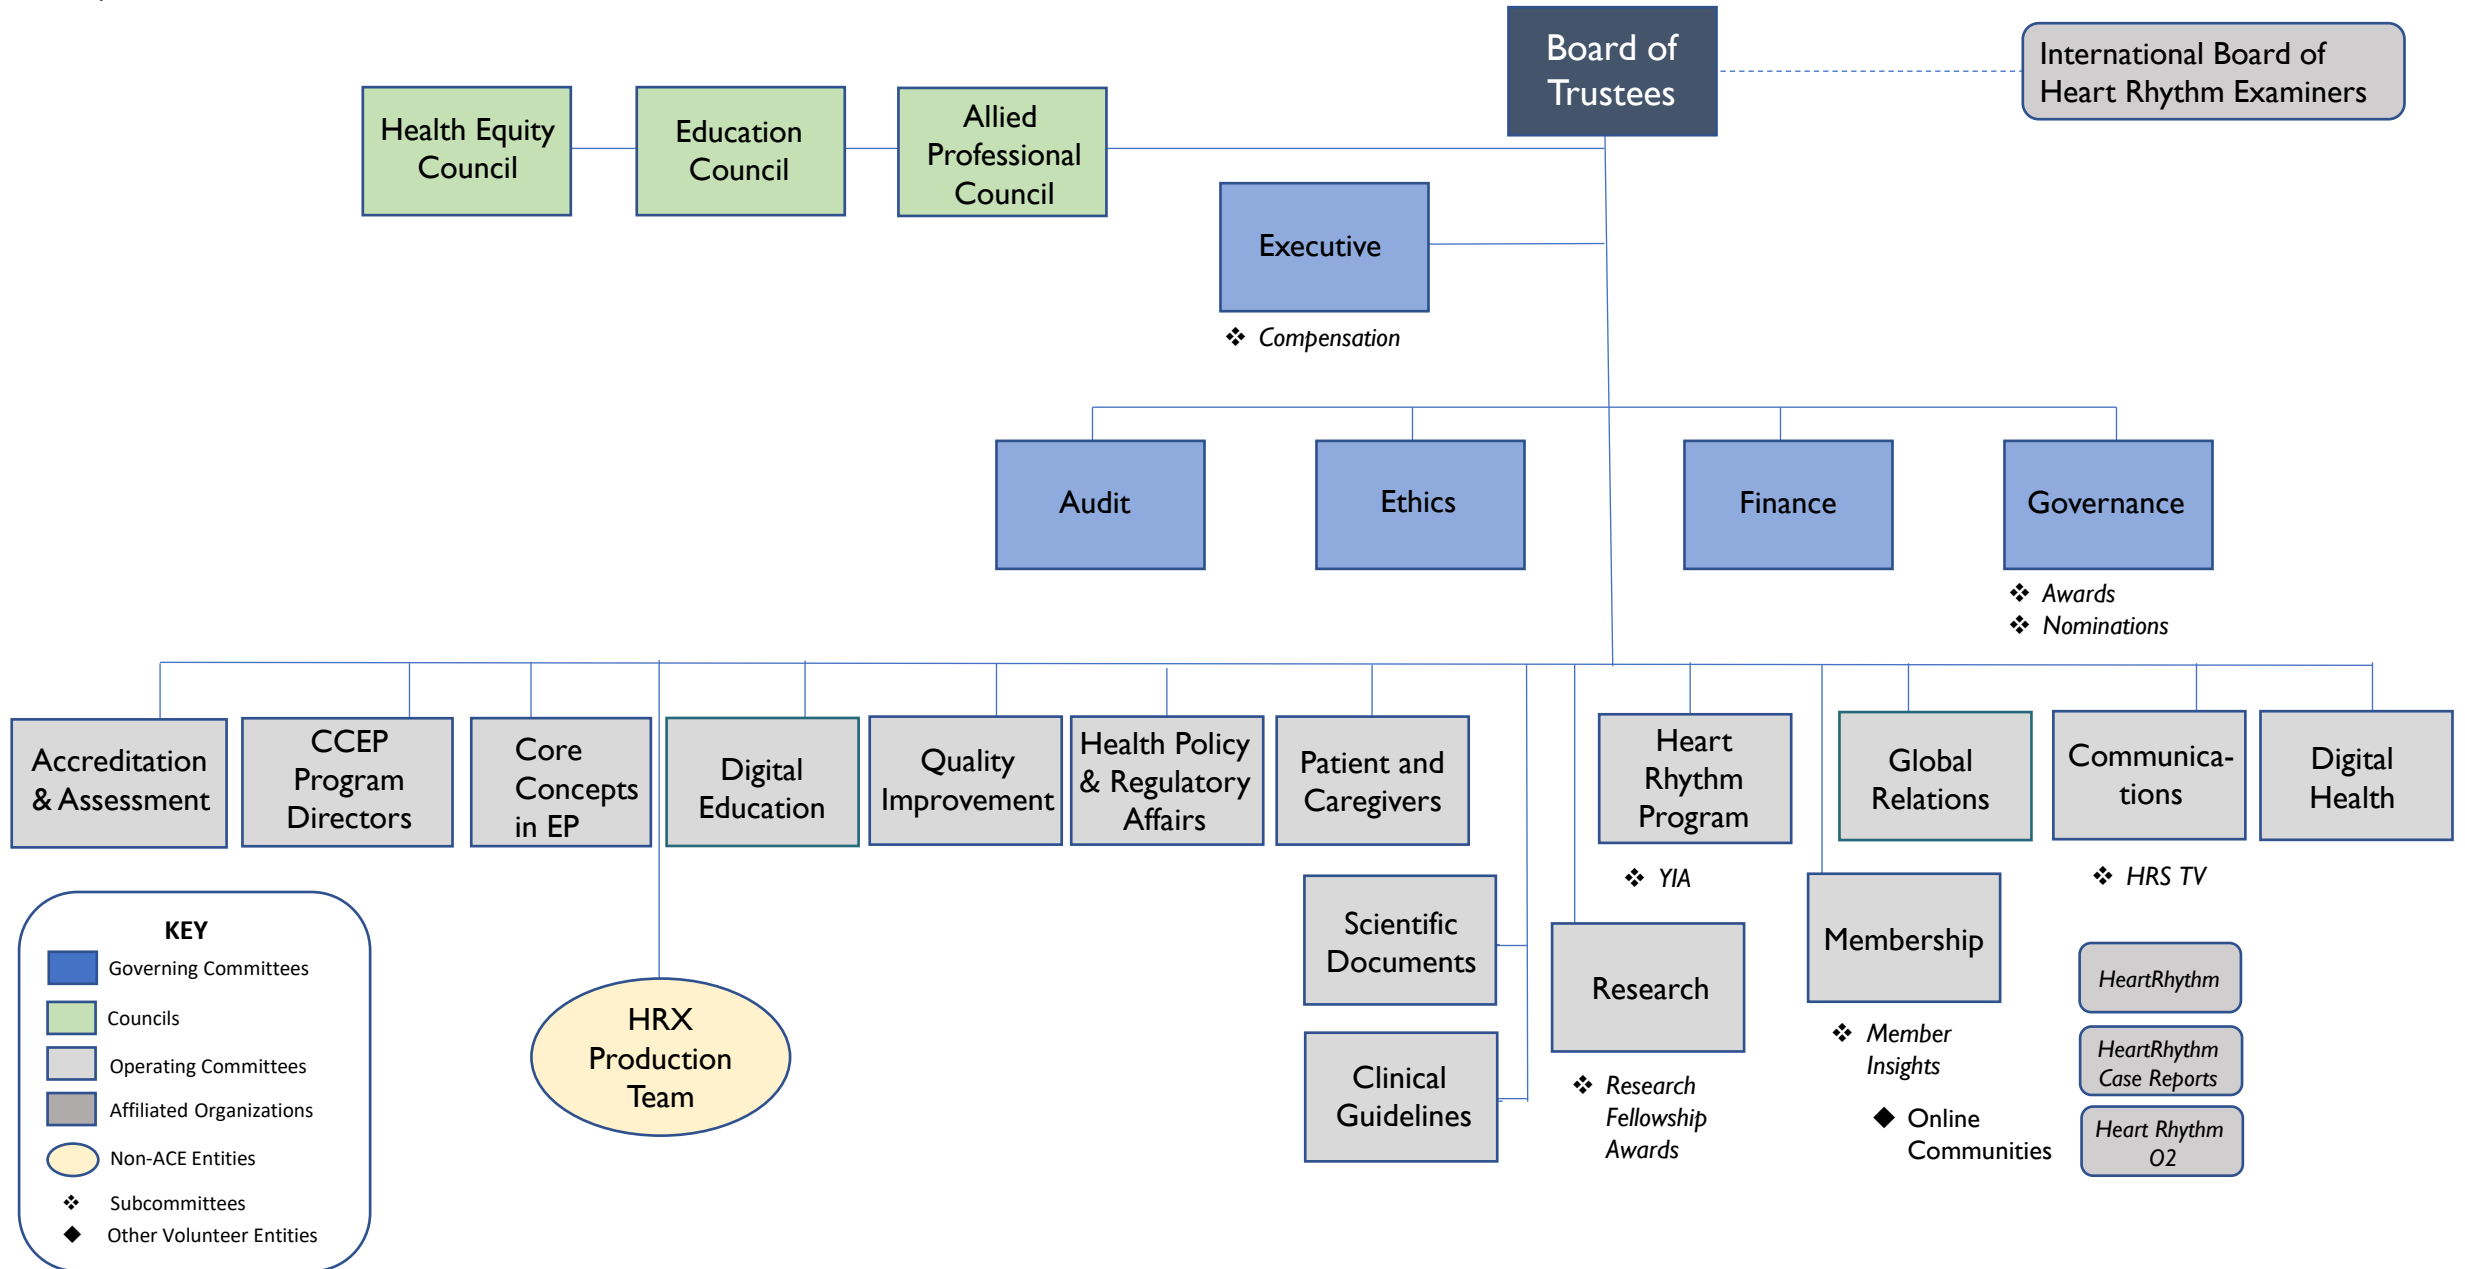 Board of
Trustees
International Board of
Heart Rhythm Examiners
Health Equity
Council
Education
Council
Allied
Professional
Council
Executive
❖ Compensation
Audit
Ethics
Finance
Governance
❖ Awards
❖ Nominations
Accreditation
& Assessment
CCEP
Program
Directors
Core
Concepts
in EP
Digital
Education
Quality
Improvement
Health Policy
& Regulatory
Affairs
Patient and
Caregivers
Heart
Rhythm
Program
❖ YIA
Global
Relations
Communica-
tions
❖ HRS TV
Digital
Health
Scientific
Documents
Clinical
Guidelines
Research
❖ Research
Fellowship
Awards
Membership
❖ Member
Insights
◆ Online
Communities
HeartRhythm
HeartRhythm
Case Reports
Heart Rhythm
O2
HRX
Production
Team
KEY
Governing Committees
Councils
Operating Committees
Affiliated Organizations
Non-ACE Entities
❖ Subcommittees
◆ Other Volunteer Entities